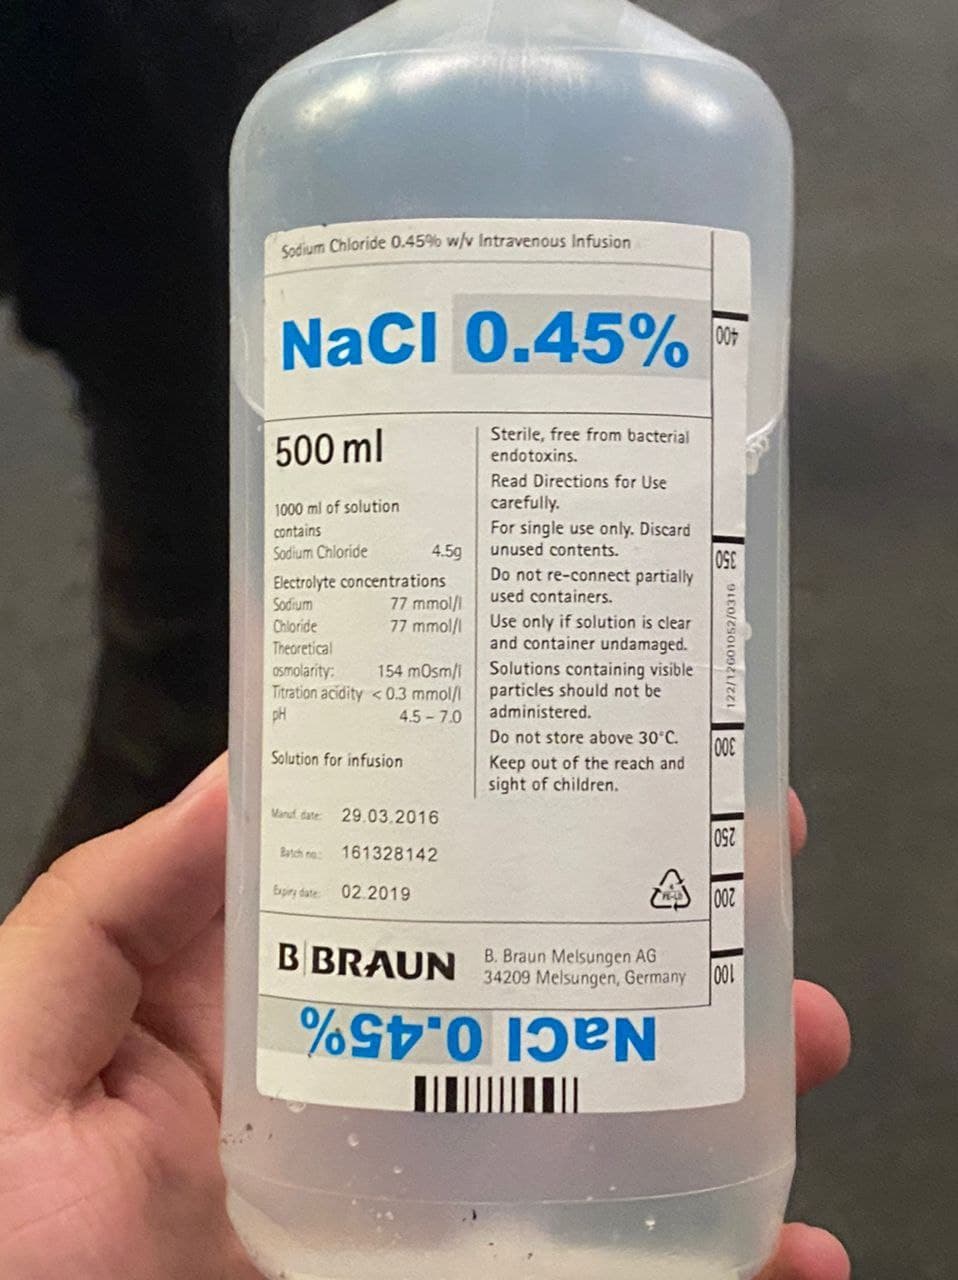 Sodium Chloride 0.45% w/v Intravenous Infusion
NaCl 0.45%
500 ml
1000 ml of solution
contains
Sodium Chloride 4.5g
Electrolyte concentrations
Sodium 77 mmol/l
Chloride 77 mmol/l
Theoretical
osmolarity: 154 mOsm/l
Titration acidity < 0.3 mmol/l
pH 4.5 – 7.0
Solution for infusion
Sterile, free from bacterial
endotoxins.
Read Directions for Use
carefully.
For single use only. Discard
unused contents.
Do not re-connect partially
used containers.
Use only if solution is clear
and container undamaged.
Solutions containing visible
particles should not be
administered.
Do not store above 30°C.
Keep out of the reach and
sight of children.
Manuf. date: 29.03.2016
Batch no.: 161328142
Expiry date: 02.2019
B|BRAUN
B. Braun Melsungen AG
34209 Melsungen, Germany
NaCl 0.45%
400
350
300
250
200
100
122/12601052/0316
4
PE-LD